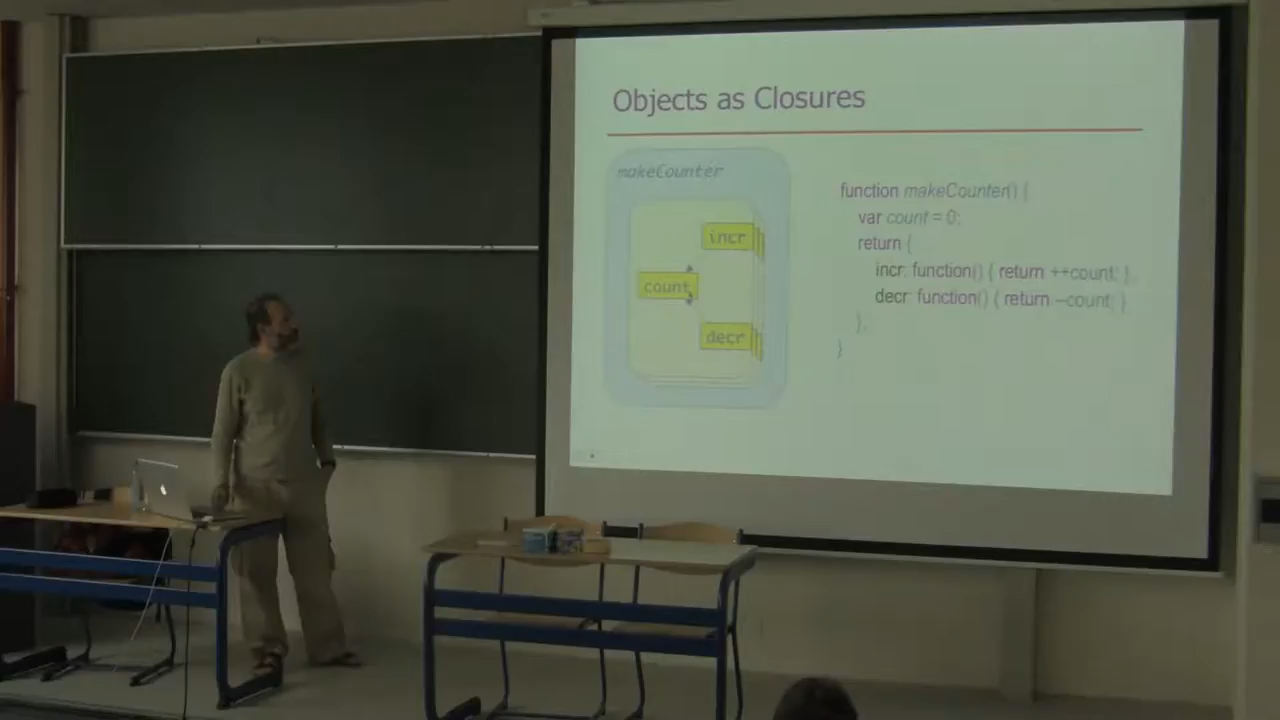 Objects as Closures
makeCounter
incr
count
decr
function makeCounter() {
var count = 0;
return {
incr: function() { return ++count; },
decr: function() { return --count; }
};
}